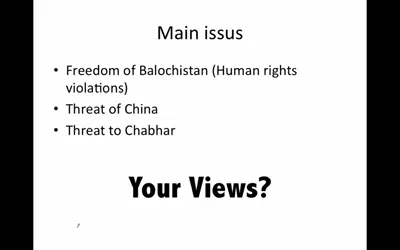 Main issus
• Freedom of Balochistan (Human rights
violations)
• Threat of China
• Threat to Chabhar
Your Views?